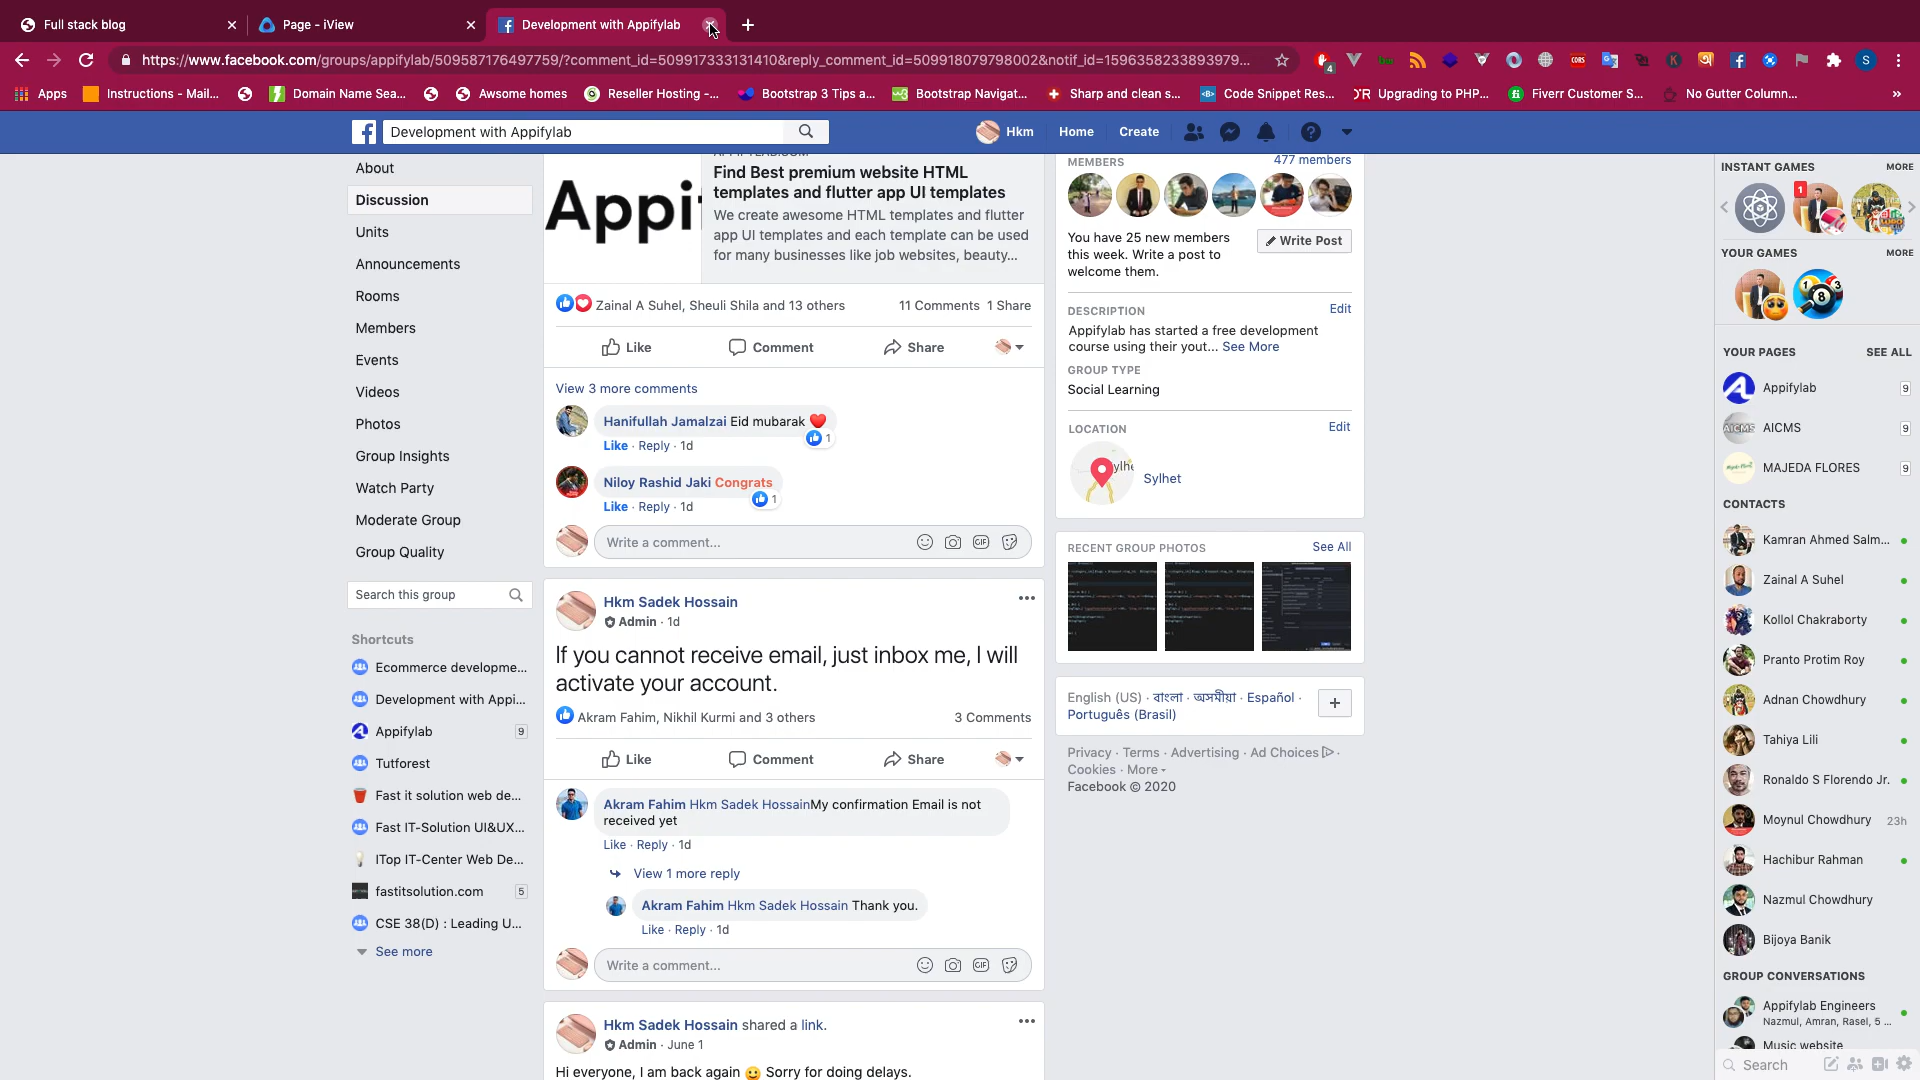 Full stack blog
Page - iView
Development with Appifylab
https://www.facebook.com/groups/appifylab/509587176497759/?comment_id=509917333131410&reply_comment_id=509918079798002&notif_id=1596358233893979...
Apps
Instructions - Mail...
Domain Name Sea...
Awsome homes
Reseller Hosting -...
Bootstrap 3 Tips a...
Bootstrap Navigat...
Sharp and clean s...
Code Snippet Res...
Upgrading to PHP...
Fiverr Customer S...
No Gutter Column...
Development with Appifylab
Hkm
Home
Create
About
Discussion
Units
Announcements
Rooms
Members
Events
Videos
Photos
Group Insights
Watch Party
Moderate Group
Group Quality
Search this group
Shortcuts
Ecommerce developme...
Development with Appi...
Appifylab 9
Tutforest
Fast it solution web de...
Fast IT-Solution UI&UX...
ITop IT-Center Web De...
fastitsolution.com 5
CSE 38(D) : Leading U...
See more
Appif
Find Best premium website HTML
templates and flutter app UI templates
We create awesome HTML templates and flutter
app UI templates and each template can be used
for many businesses like job websites, beauty...
Zainal A Suhel, Sheuli Shila and 13 others 11 Comments 1 Share
Like Comment Share
View 3 more comments
Hanifullah Jamalzai Eid mubarak ❤️
Like · Reply · 1d 1
Niloy Rashid Jaki Congrats
Like · Reply · 1d 1
Write a comment...
GIF
Hkm Sadek Hossain
Admin · 1d
If you cannot receive email, just inbox me, I will
activate your account.
Akram Fahim, Nikhil Kurmi and 3 others 3 Comments
Like Comment Share
Akram Fahim Hkm Sadek HossainMy confirmation Email is not
received yet
Like · Reply · 1d
View 1 more reply
Akram Fahim Hkm Sadek Hossain Thank you.
Like · Reply · 1d
Write a comment...
GIF
Hkm Sadek Hossain shared a link.
Admin · June 1
Hi everyone, I am back again 😀 Sorry for doing delays.
MEMBERS 477 members
You have 25 new members
this week. Write a post to
welcome them.
Write Post
DESCRIPTION Edit
Appifylab has started a free development
course using their yout... See More
GROUP TYPE
Social Learning
LOCATION Edit
Sylhet
RECENT GROUP PHOTOS See All
English (US) · বাংলা · অসমীয়া · Español ·
Português (Brasil)
Privacy · Terms · Advertising · Ad Choices ·
Cookies · More
Facebook © 2020
INSTANT GAMES MORE
1
YOUR GAMES MORE
YOUR PAGES SEE ALL
Appifylab 9
AICMS 9
MAJEDA FLORES 9
CONTACTS
Kamran Ahmed Salm...
Zainal A Suhel
Kollol Chakraborty
Pranto Protim Roy
Adnan Chowdhury
Tahiya Lili
Ronaldo S Florendo Jr.
Moynul Chowdhury 23h
Hachibur Rahman
Nazmul Chowdhury
Bijoya Banik
GROUP CONVERSATIONS
Appifylab Engineers
Nazmul, Amran, Rasel, 5 ...
Music website
Search